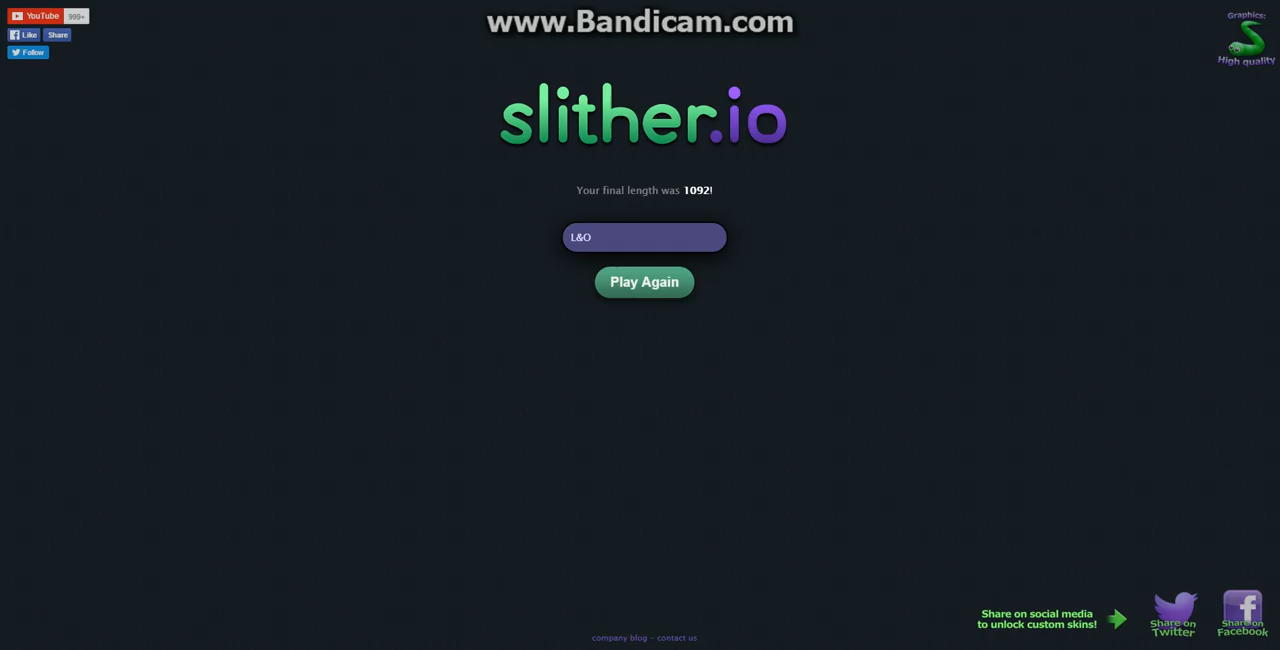 YouTube 999+
Like Share
Follow
www.Bandicam.com
Graphics:
High quality
slither.io
Your final length was 1092!
L&O
Play Again
Share on social media
to unlock custom skins!
Share on
Twitter
Share on
Facebook
company blog - contact us